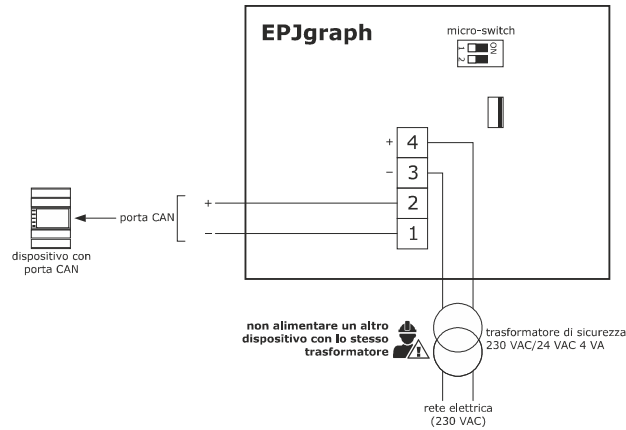 EPJgraph
micro-switch
1
2
ON
+ 4
− 3
+ 2
− 1
porta CAN
dispositivo con
porta CAN
non alimentare un altro
dispositivo con lo stesso
trasformatore
trasformatore di sicurezza
230 VAC/24 VAC 4 VA
rete elettrica
(230 VAC)